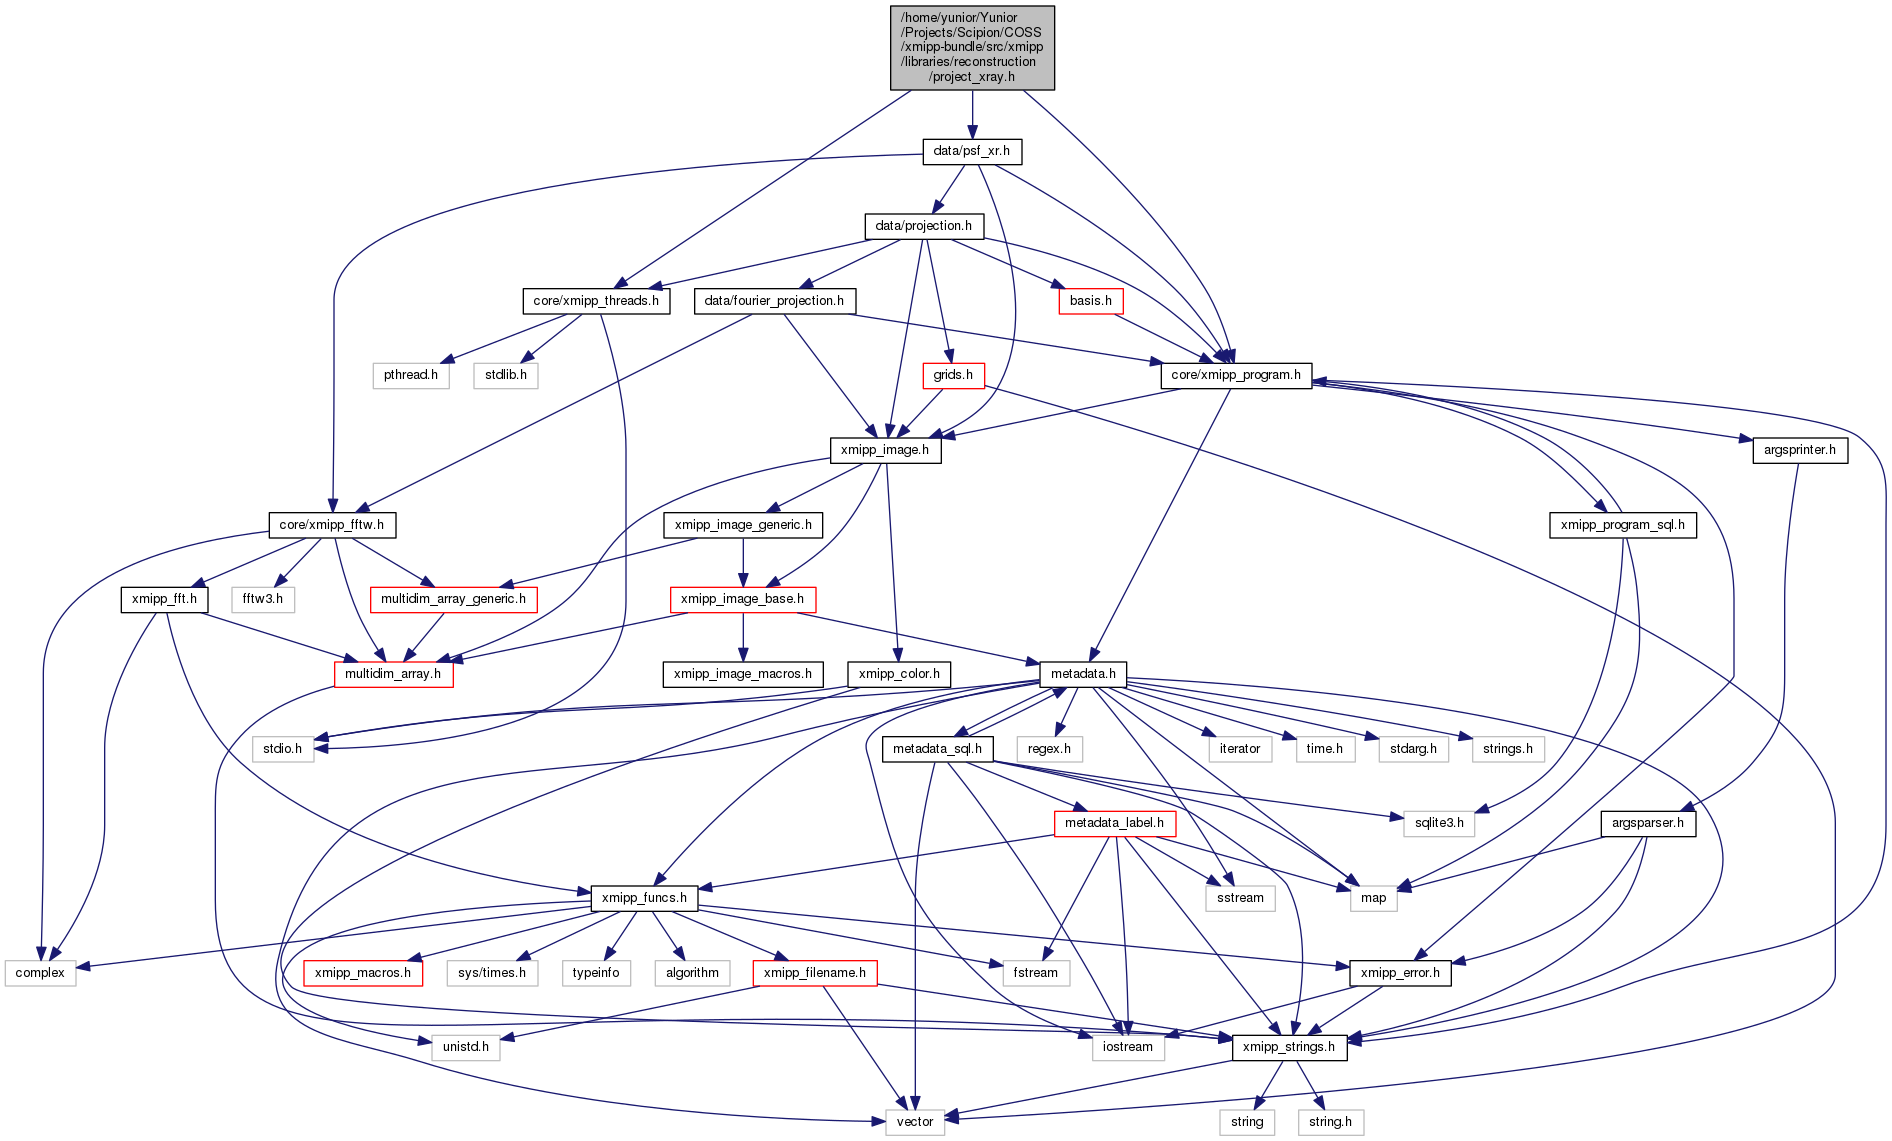 /home/yunior/Yunior
/Projects/Scipion/COSS
/xmipp-bundle/src/xmipp
/libraries/reconstruction
/project_xray.h
data/psf_xr.h
data/projection.h
core/xmipp_threads.h
data/fourier_projection.h
basis.h
pthread.h
stdlib.h
grids.h
core/xmipp_program.h
xmipp_image.h
argsprinter.h
core/xmipp_fftw.h
xmipp_image_generic.h
xmipp_program_sql.h
xmipp_fft.h
fftw3.h
multidim_array_generic.h
xmipp_image_base.h
multidim_array.h
xmipp_image_macros.h
xmipp_color.h
metadata.h
stdio.h
metadata_sql.h
regex.h
iterator
time.h
stdarg.h
strings.h
metadata_label.h
sqlite3.h
argsparser.h
xmipp_funcs.h
sstream
map
complex
xmipp_macros.h
sys/times.h
typeinfo
algorithm
xmipp_filename.h
fstream
xmipp_error.h
unistd.h
iostream
xmipp_strings.h
vector
string
string.h